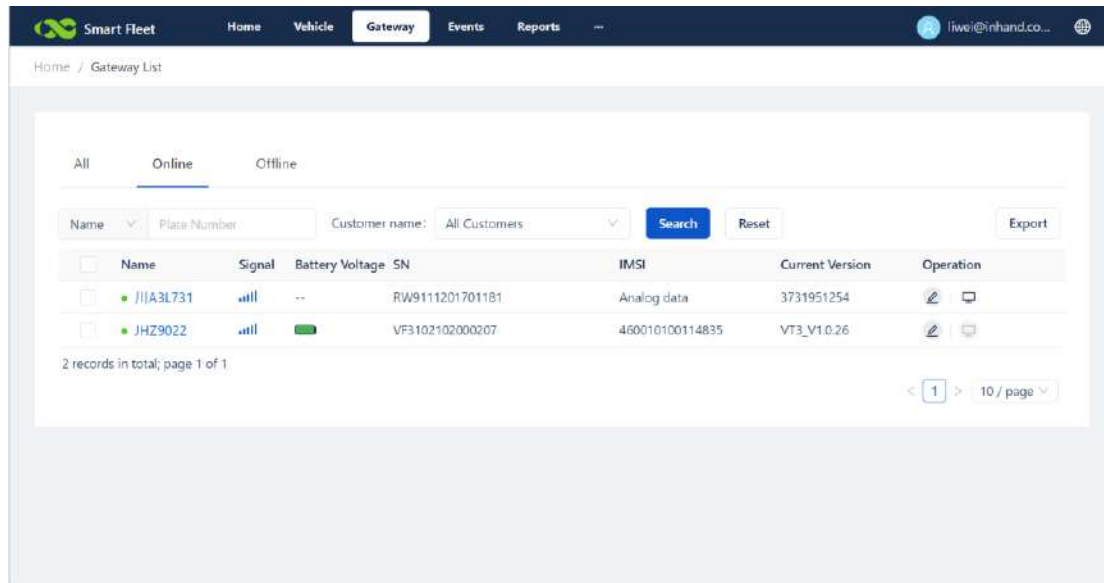 Smart Fleet Home Vehicle Gateway Events Reports ··· liwei@inhand.co...
Home / Gateway List
All Online Offline
Name Plate Number Customer name: All Customers Search Reset Export
Name Signal Battery Voltage SN IMSI Current Version Operation
川A3L731 -- RW9111201701181 Analog data 3731951254
JHZ9022 VF3102102000207 460010100114835 VT3_V1.0.26
2 records in total; page 1 of 1
< 1 > 10 / page